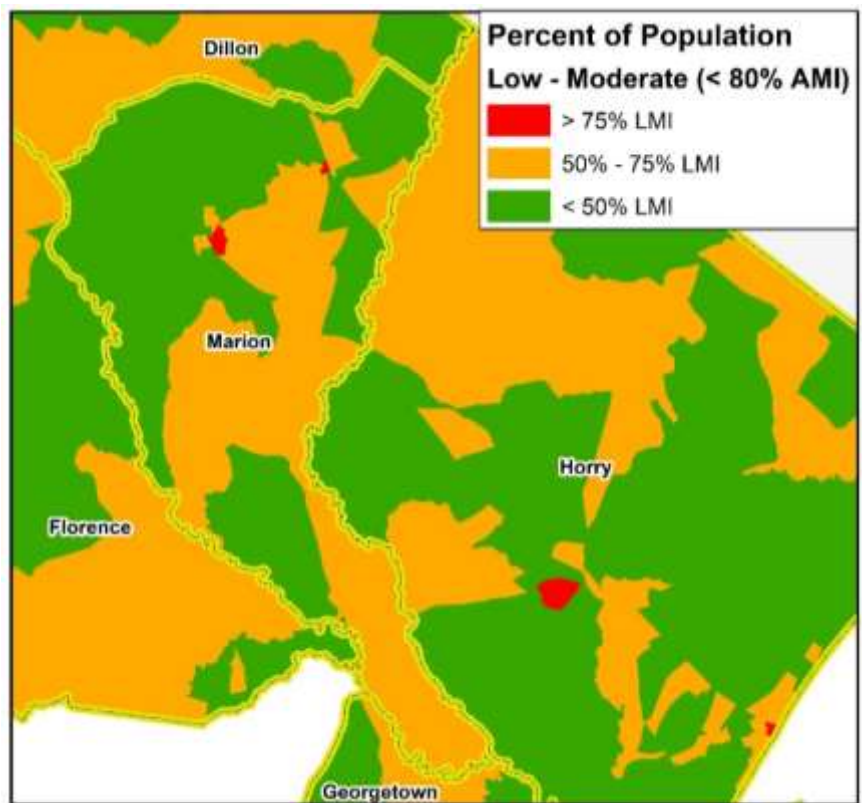 Percent of Population
Low - Moderate (< 80% AMI)
> 75% LMI
50% - 75% LMI
< 50% LMI
Dillon
Marion
Horry
Florence
Georgetown